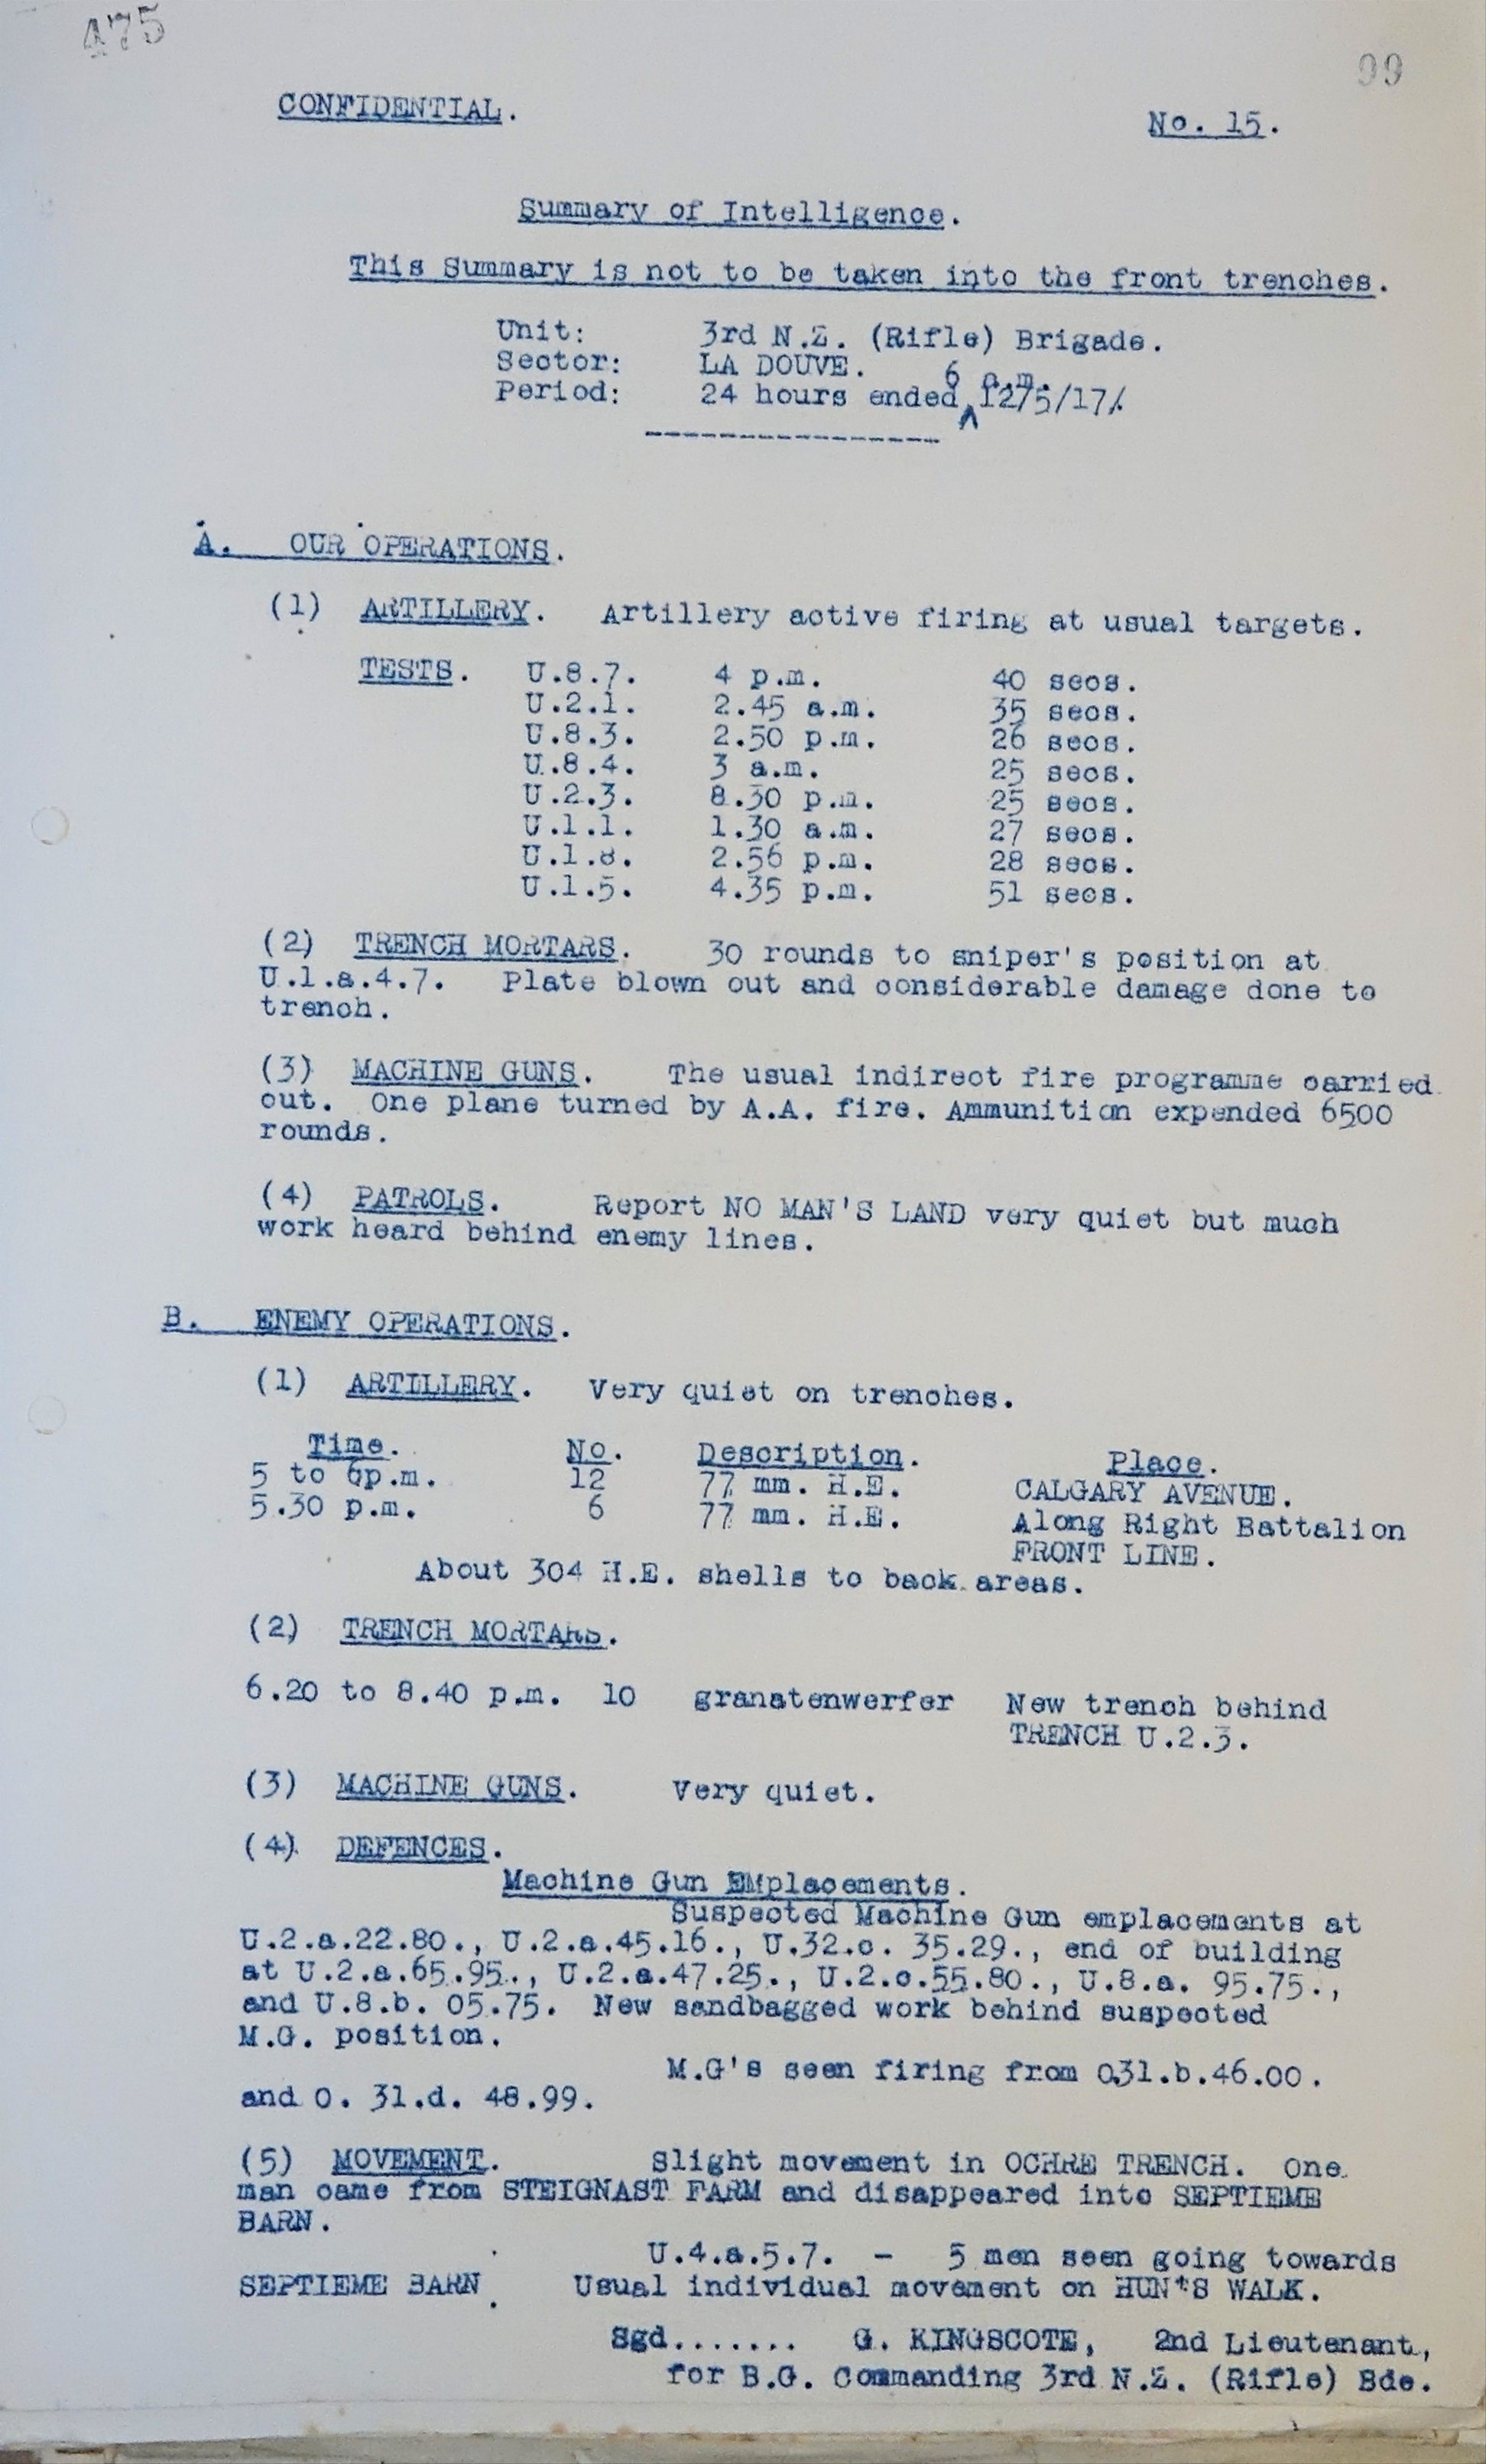 475
99
CONFIDENTIAL.
No. 15.
Summary of Intelligence.
This Summary is not to be taken into the front trenches.
Unit: 3rd N.Z. (Rifle) Brigade.
Sector: LA DOUVE.
6 a.m.
Period: 24 hours ended 12/5/17.
---------------------
A. OUR OPERATIONS.
(1) ARTILLERY. Artillery active firing at usual targets.
TESTS. U.8.7. 4 p.m. 40 secs.
U.2.1. 2.45 a.m. 35 secs.
U.8.3. 2.50 p.m. 26 secs.
U.8.4. 3 a.m. 25 secs.
U.2.3. 8.30 p.m. 25 secs.
U.1.1. 1.30 a.m. 27 secs.
U.1.8. 2.56 p.m. 28 secs.
U.1.5. 4.35 p.m. 51 secs.
(2) TRENCH MORTARS. 30 rounds to sniper's position at
U.1.a.4.7. Plate blown out and considerable damage done to
trench.
(3) MACHINE GUNS. The usual indirect fire programme carried
out. One plane turned by A.A. fire. Ammunition expended 6500
rounds.
(4) PATROLS. Report NO MAN'S LAND very quiet but much
work heard behind enemy lines.
B. ENEMY OPERATIONS.
(1) ARTILLERY. Very quiet on trenches.
Time. No. Description. Place.
5 to 6p.m. 12 77 mm. H.E. CALGARY AVENUE.
5.30 p.m. 6 77 mm. H.E. Along Right Battalion
FRONT LINE.
About 304 H.E. shells to back areas.
(2) TRENCH MORTARS.
6.20 to 8.40 p.m. 10 granatenwerfer New trench behind
TRENCH U.2.3.
(3) MACHINE GUNS. Very quiet.
(4) DEFENCES.
Machine Gun EMplacements.
Suspected Machine Gun emplacements at
U.2.a.22.80., U.2.a.45.16., U.32.c. 35.29., end of building
at U.2.a.65.95., U.2.a.47.25., U.2.c.55.80., U.8.a. 95.75.,
and U.8.b. 05.75. New sandbagged work behind suspected
M.G. position.
M.G's seen firing from O31.b.46.00.
and O. 31.d. 48.99.
(5) MOVEMENT. Slight movement in OCHRE TRENCH. One
man came from STEIGNAST FARM and disappeared into SEPTIEME
BARN.
U.4.a.5.7. - 5 men seen going towards
SEPTIEME BARN. Usual individual movement on HUN'S WALK.
Sgd....... G. KINGSCOTE, 2nd Lieutenant,
for B.G. Commanding 3rd N.Z. (Rifle) Bde.